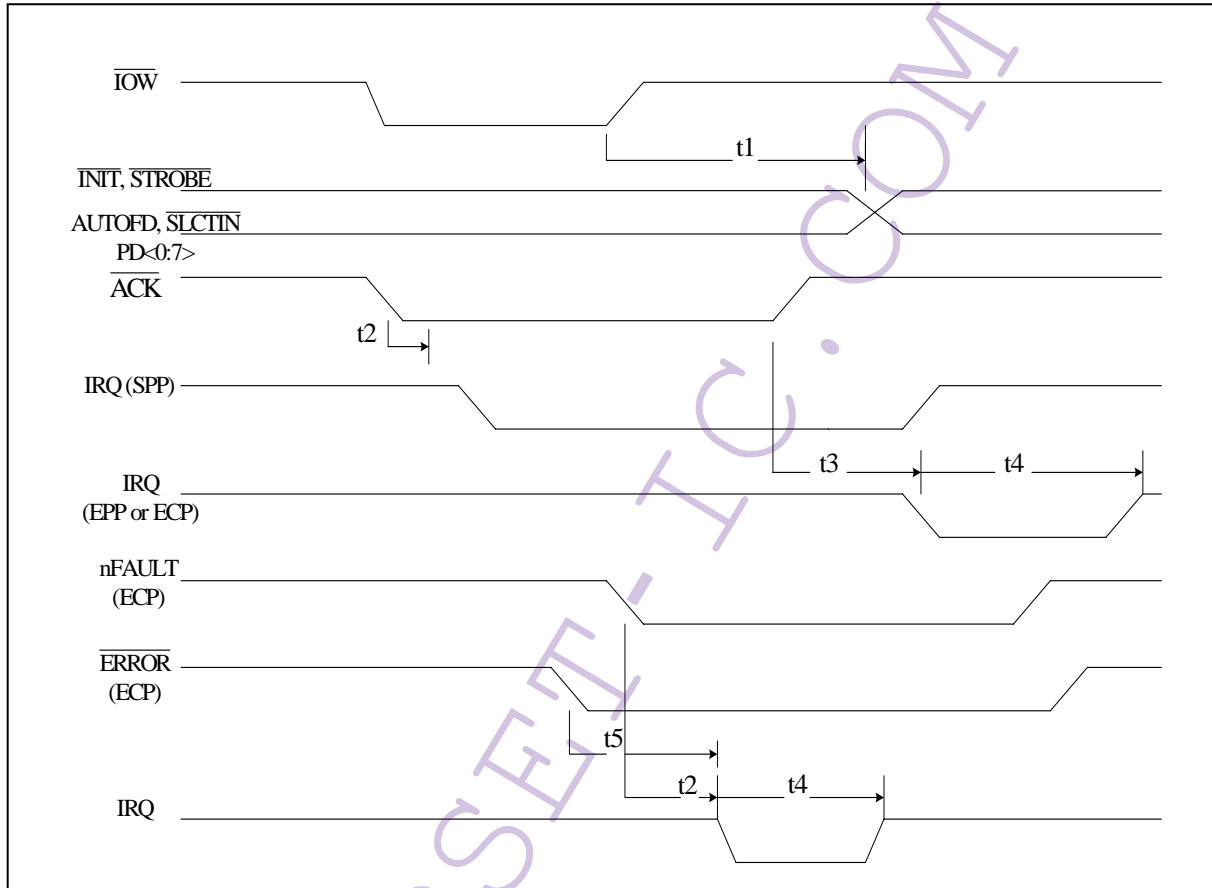 IOW
t1
INIT, STROBE
AUTOFD, SLCTIN
PD<0:7>
ACK
t2
IRQ (SPP)
t3 t4
IRQ
(EPP or ECP)
nFAULT
(ECP)
ERROR
(ECP)
t5
t2 t4
IRQ
SET-IC.COM